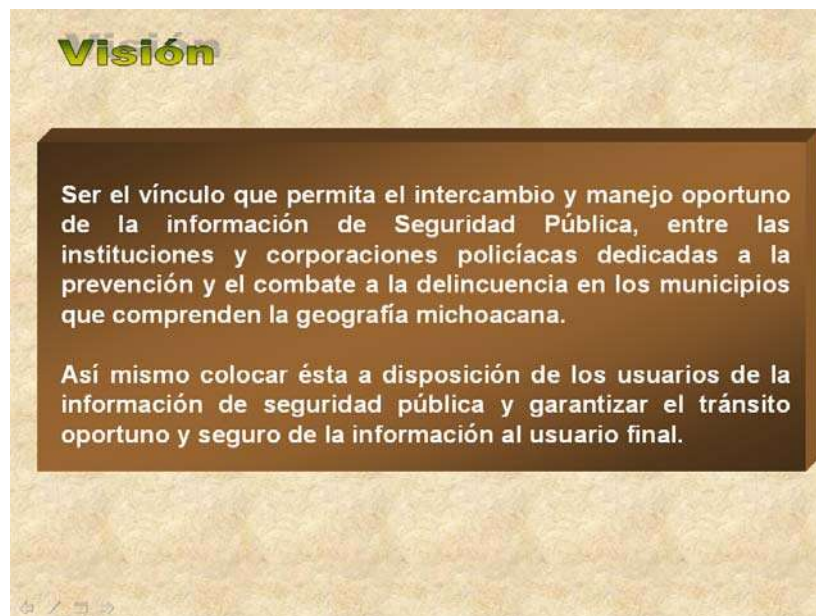 Visión
Ser el vínculo que permita el intercambio y manejo oportuno
de la información de Seguridad Pública, entre las
instituciones y corporaciones policíacas dedicadas a la
prevención y el combate a la delincuencia en los municipios
que comprenden la geografía michoacana.
Así mismo colocar ésta a disposición de los usuarios de la
información de seguridad pública y garantizar el tránsito
oportuno y seguro de la información al usuario final.